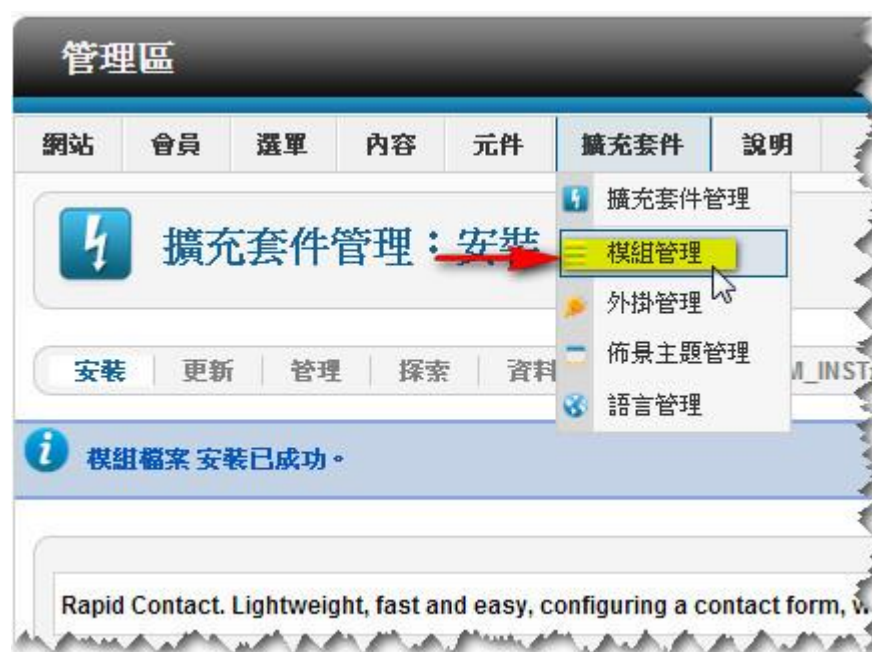 管理區
網站 會員 選單 內容 元件 擴充套件 說明
擴充套件管理
擴充套件管理：安裝
模組管理
外掛管理
佈景主題管理
安裝 更新 管理 探索 資料
語言管理
模組檔案 安裝已成功。
Rapid Contact. Lightweight, fast and easy, configuring a contact form,